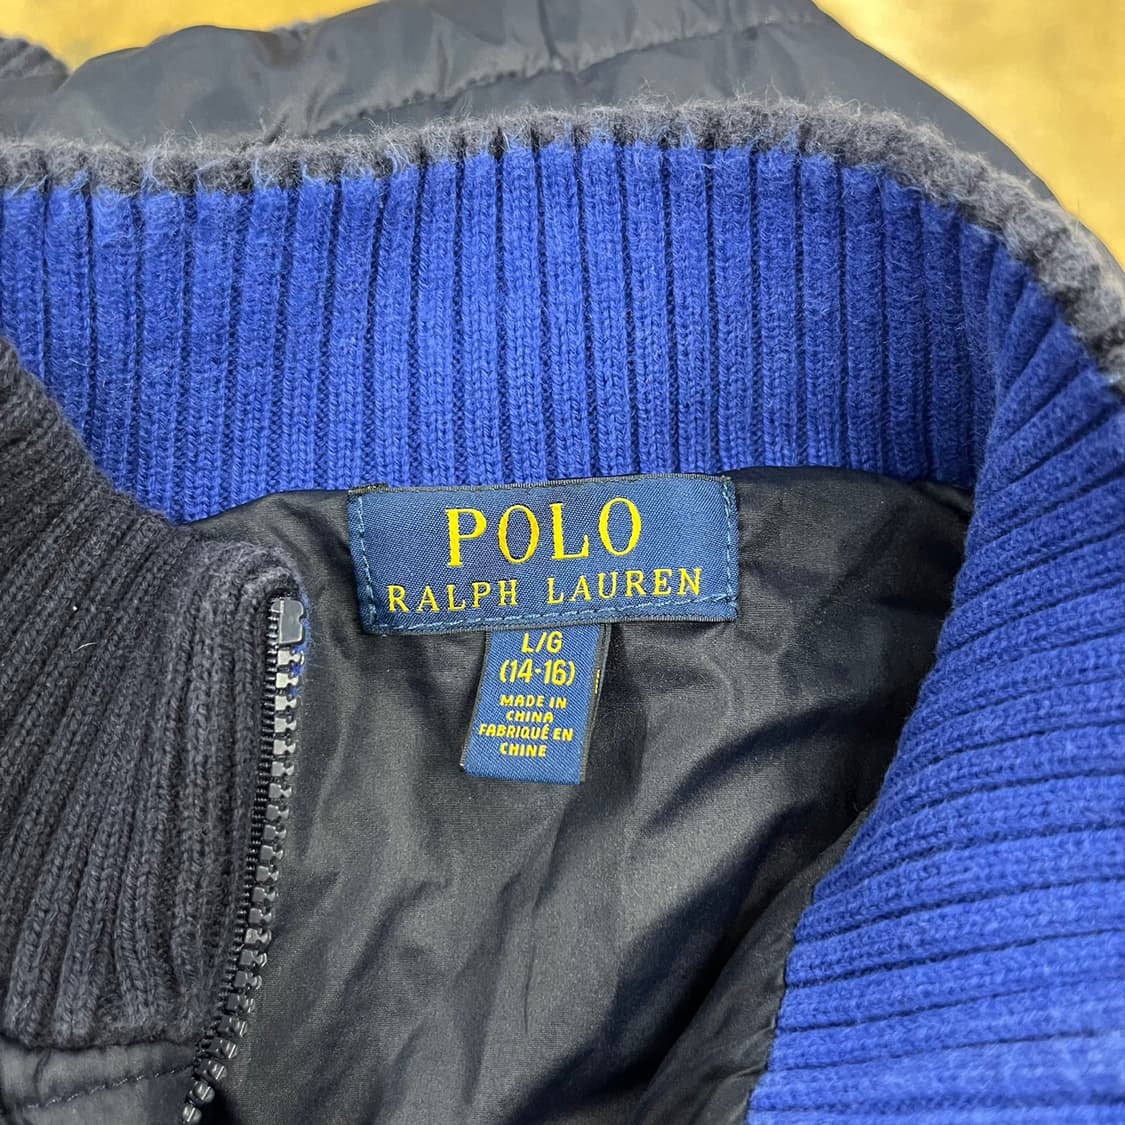 POLO
RALPH LAUREN
L/G
(14-16)
MADE IN
CHINA
FABRIQUÉ EN
CHINE